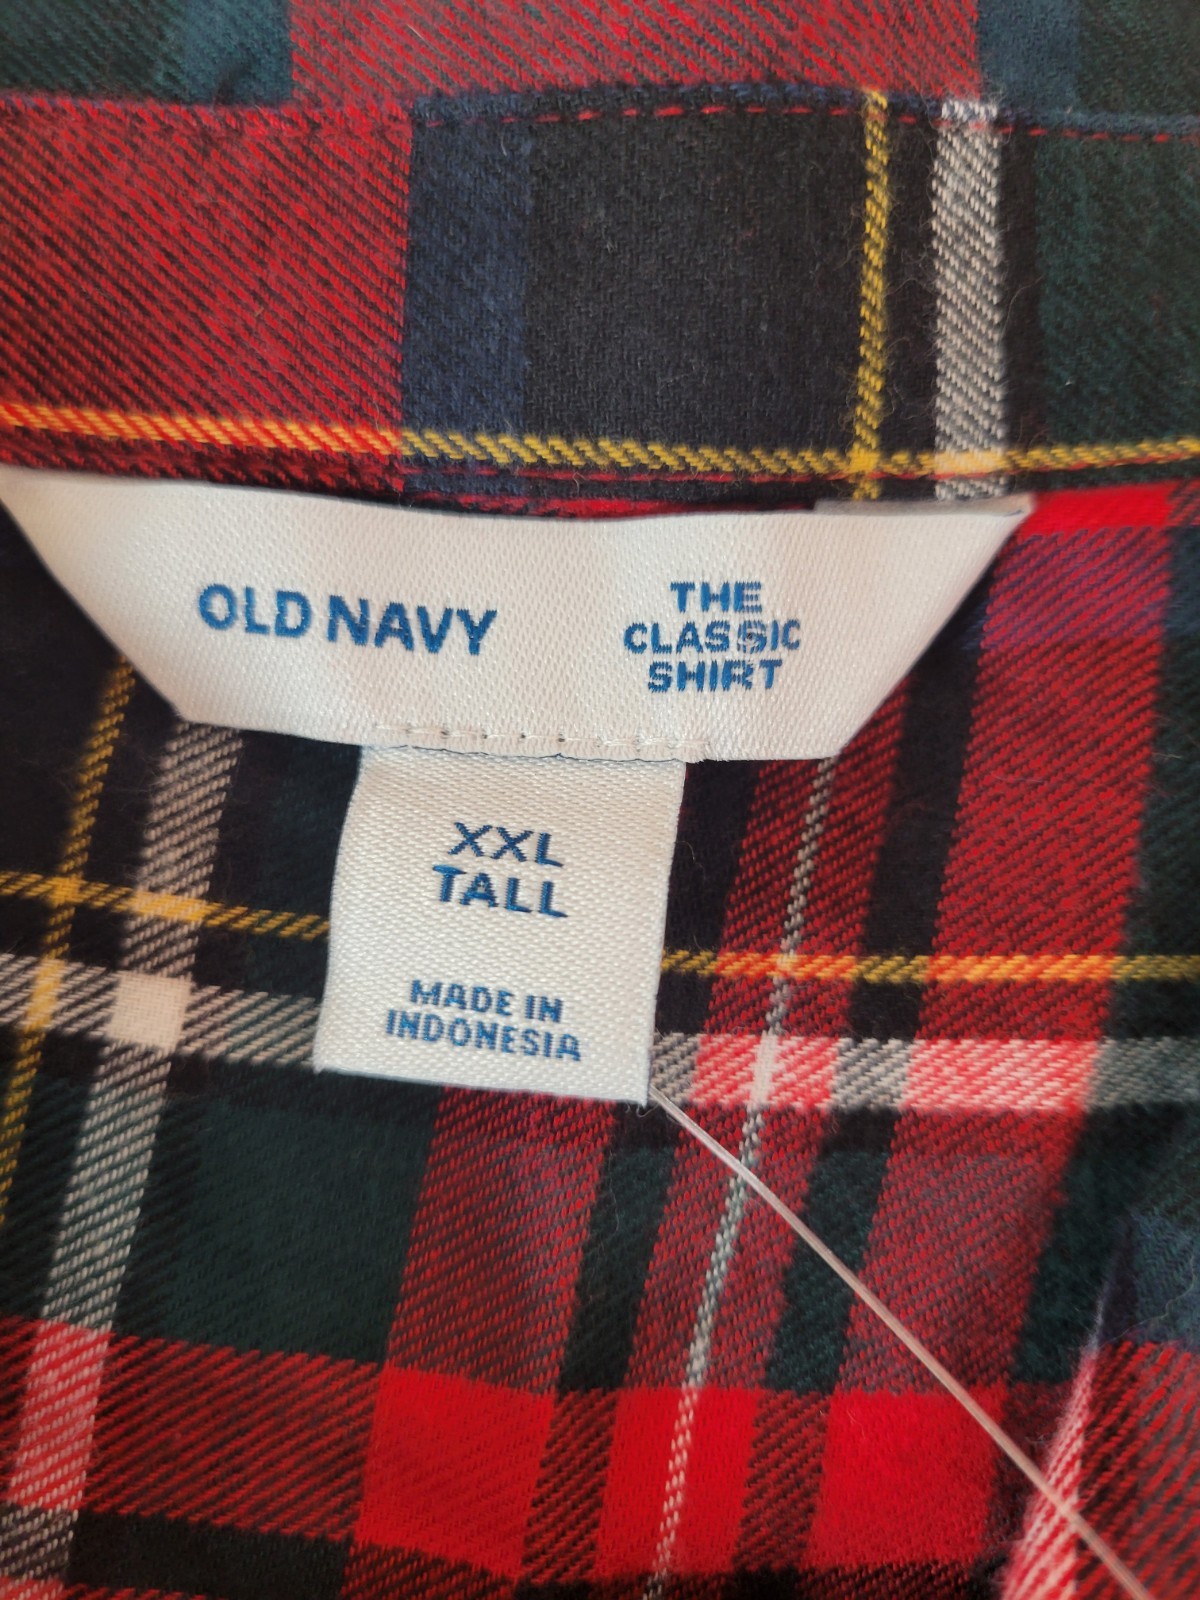 OLD NAVY
THE
CLASSIC
SHIRT
XXL
TALL
MADE IN
INDONESIA